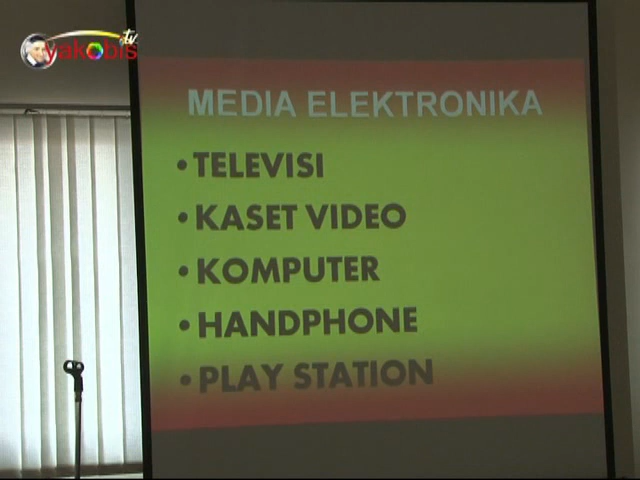 yakobis tv
MEDIA ELEKTRONIKA
• TELEVISI
• KASET VIDEO
• KOMPUTER
• HANDPHONE
• PLAY STATION